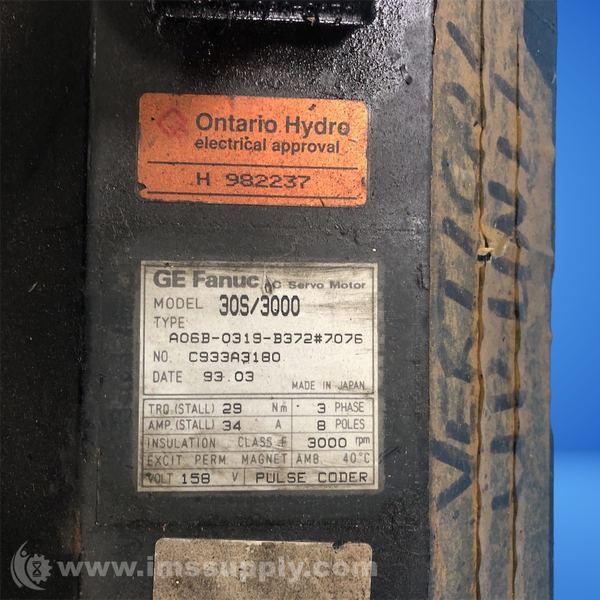 Ontario Hydro
electrical approval
H 982237
GE Fanuc AC Servo Motor
MODEL 30S/3000
TYPE
A06B-0319-B372#7076
NO. C933A3180
DATE 93.03
MADE IN JAPAN
TRQ(STALL) 29 Nm 3 PHASE
AMP.(STALL) 34 A 8 POLES
INSULATION CLASS F 3000 rpm
EXCIT. PERM. MAGNET AMB. 40°C
VOLT 158 V PULSE CODER
VERTICAL
UNIT
www.imssupply.com